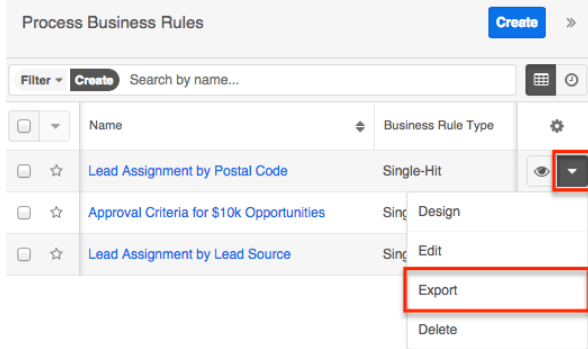 Process Business Rules
Create
Filter Create Search by name...
Name Business Rule Type
Lead Assignment by Postal Code Single-Hit
Approval Criteria for $10k Opportunities Sing
Design
Lead Assignment by Lead Source Sing
Edit
Export
Delete